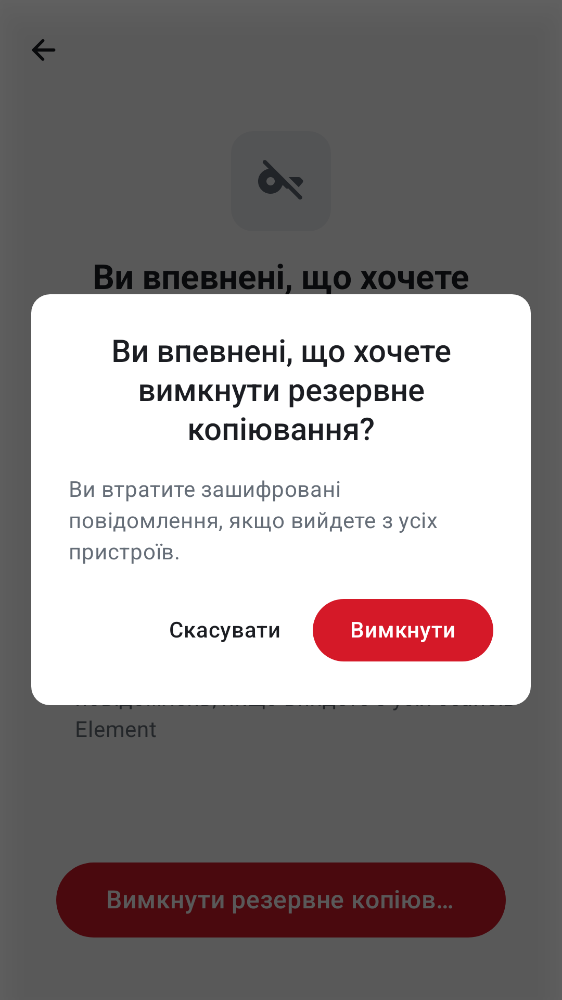 Ви впевнені, що хочете
Ви впевнені, що хочете
вимкнути резервне
копіювання?
Ви втратите зашифровані
повідомлення, якщо вийдете з усіх
пристроїв.
Скасувати
Вимкнути
Element
Вимкнути резервне копіюв...